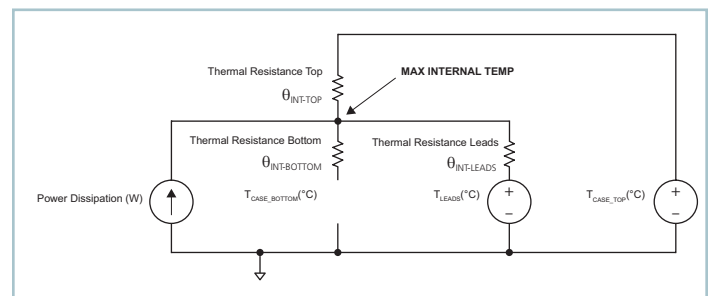 Thermal Resistance Top
MAX INTERNAL TEMP
θINT-TOP
Thermal Resistance Bottom
Thermal Resistance Leads
θINT-BOTTOM
θINT-LEADS
Power Dissipation (W)
TCASE_BOTTOM(°C)
TLEADS(°C)
+
–
TCASE_TOP(°C)
+
–